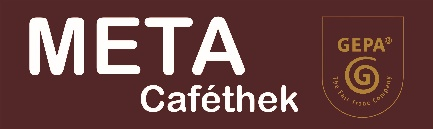 META
Caféthek
GEPA®
The Fair Trade Company